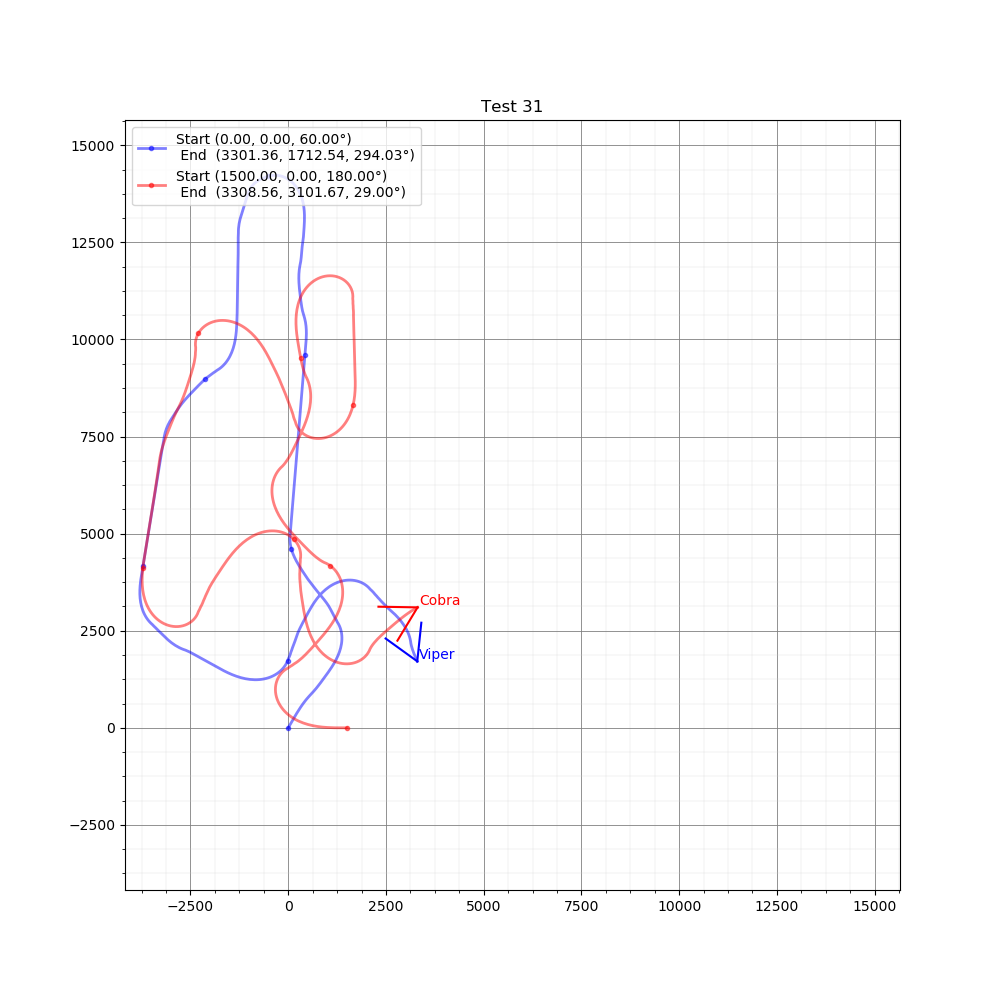 Test 31
Start (0.00, 0.00, 60.00°)
End (3301.36, 1712.54, 294.03°)
Start (1500.00, 0.00, 180.00°)
End (3308.56, 3101.67, 29.00°)
15000
12500
10000
7500
5000
2500
0
−2500
Cobra
Viper
−2500 0 2500 5000 7500 10000 12500 15000